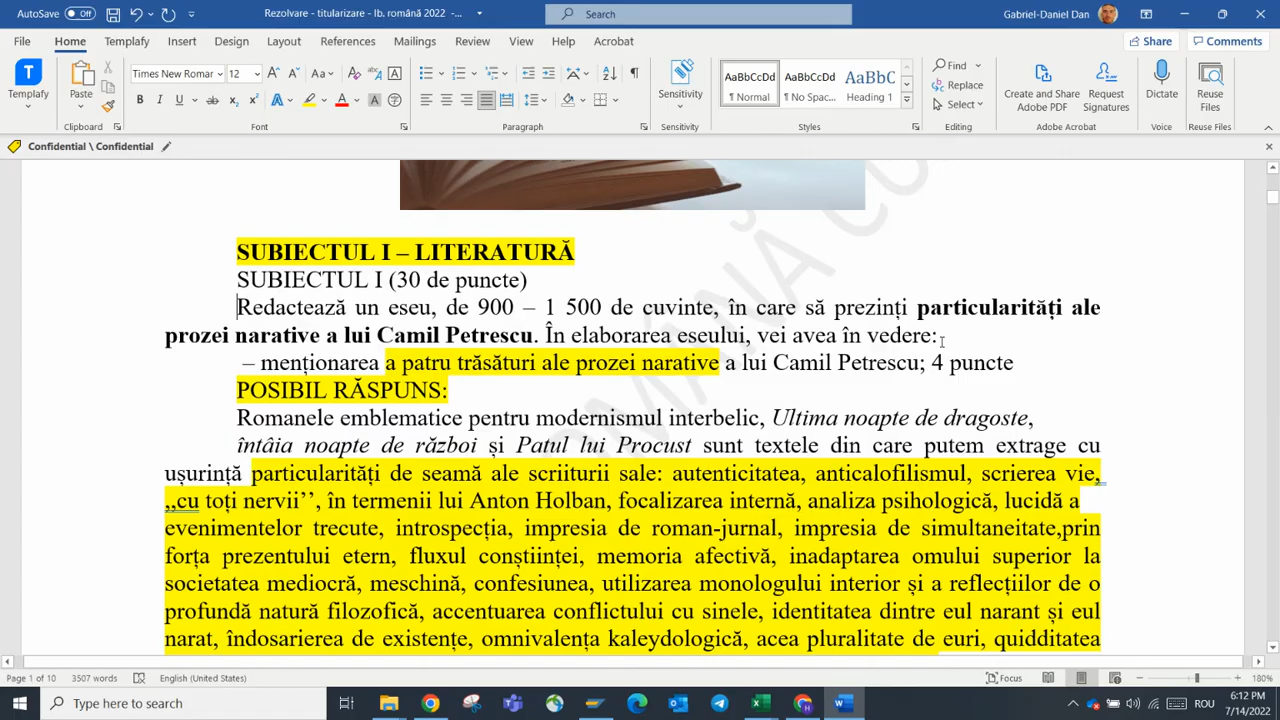 AutoSave Off Rezolvare - titularizare - lb. română 2022 - ... Search Gabriel-Daniel Dan
File Home Templafy Insert Design Layout References Mailings Review View Help Acrobat Share Comments
Templafy Paste Times New Roman 12 Sensitivity AaBbCcDd AaBbCcDd AaBbC Find Replace Select Create and Share Adobe PDF Request Signatures Dictate Reuse Files
¶ Normal ¶ No Spac... Heading 1
Clipboard Font Paragraph Sensitivity Styles Editing Adobe Acrobat Voice Reuse Files
Confidential \ Confidential
SUBIECTUL I – LITERATURĂ
SUBIECTUL I (30 de puncte)
Redactează un eseu, de 900 – 1 500 de cuvinte, în care să prezinți particularități ale
prozei narative a lui Camil Petrescu. În elaborarea eseului, vei avea în vedere:
– menționarea a patru trăsături ale prozei narative a lui Camil Petrescu; 4 puncte
POSIBIL RĂSPUNS:
Romanele emblematice pentru modernismul interbelic, Ultima noapte de dragoste,
întâia noapte de război și Patul lui Procust sunt textele din care putem extrage cu
ușurință particularități de seamă ale scriiturii sale: autenticitatea, anticalofilismul, scrierea vie,
,,cu toți nervii’’, în termenii lui Anton Holban, focalizarea internă, analiza psihologică, lucidă a
evenimentelor trecute, introspecția, impresia de roman-jurnal, impresia de simultaneitate,prin
forța prezentului etern, fluxul conștiinței, memoria afectivă, inadaptarea omului superior la
societatea mediocră, meschină, confesiunea, utilizarea monologului interior și a reflecțiilor de o
profundă natură filozofică, accentuarea conflictului cu sinele, identitatea dintre eul narant și eul
narat, îndosarierea de existențe, omnivalența kaleydologică, acea pluralitate de euri, quidditatea
Page 1 of 10 3507 words English (United States) Focus 180%
Type here to search ROU 6:12 PM
7/14/2022